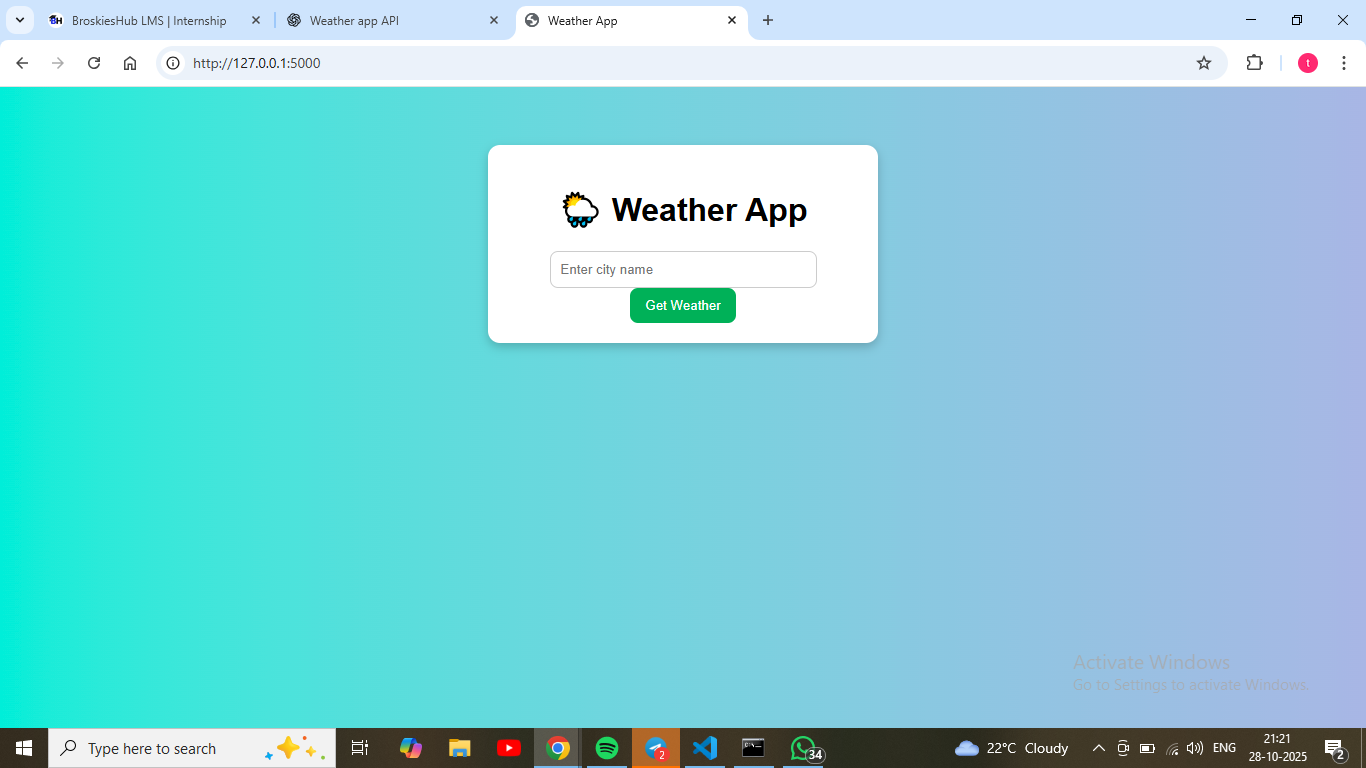 BroskiesHub LMS | Internship
Weather app API
Weather App
http://127.0.0.1:5000
t
Weather App
Enter city name
Get Weather
Activate Windows
Go to Settings to activate Windows.
Type here to search
2
34
22°C Cloudy
ENG
21:21
28-10-2025
2